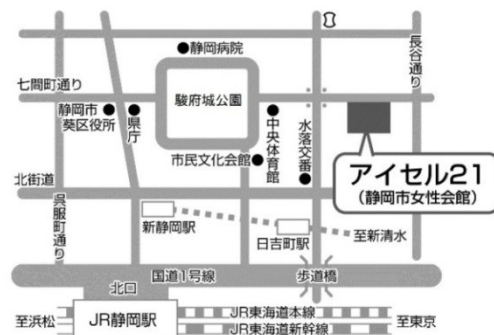 静岡病院
長谷通り
七間町通り
駿府城公園
静岡市
葵区役所
県庁
中央体育館
水落交番
市民文化会館
アイセル21
(静岡市女性会館)
北街道
呉服町通り
新静岡駅
日吉町駅
至新清水
国道1号線
歩道橋
北口
至浜松
JR静岡駅
JR東海道本線
JR東海道新幹線
至東京